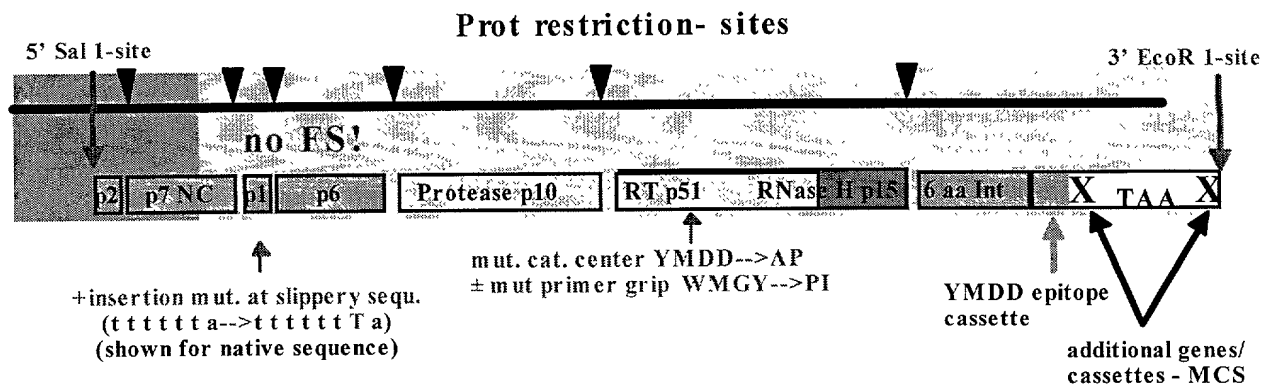 Prot restriction- sites
5' Sal 1-site
3' EcoR 1-site
no FS!
p2 p7 NC p1 p6 Protease p10 RT p51 RNase H p15 6 aa Int X TAA X
mut. cat. center YMDD-->AP
± mut primer grip WMGY-->PI
+insertion mut. at slippery sequ.
(t t t t t t a-->t t t t t t T a)
(shown for native sequence)
YMDD epitope
cassette
additional genes/
cassettes - MCS